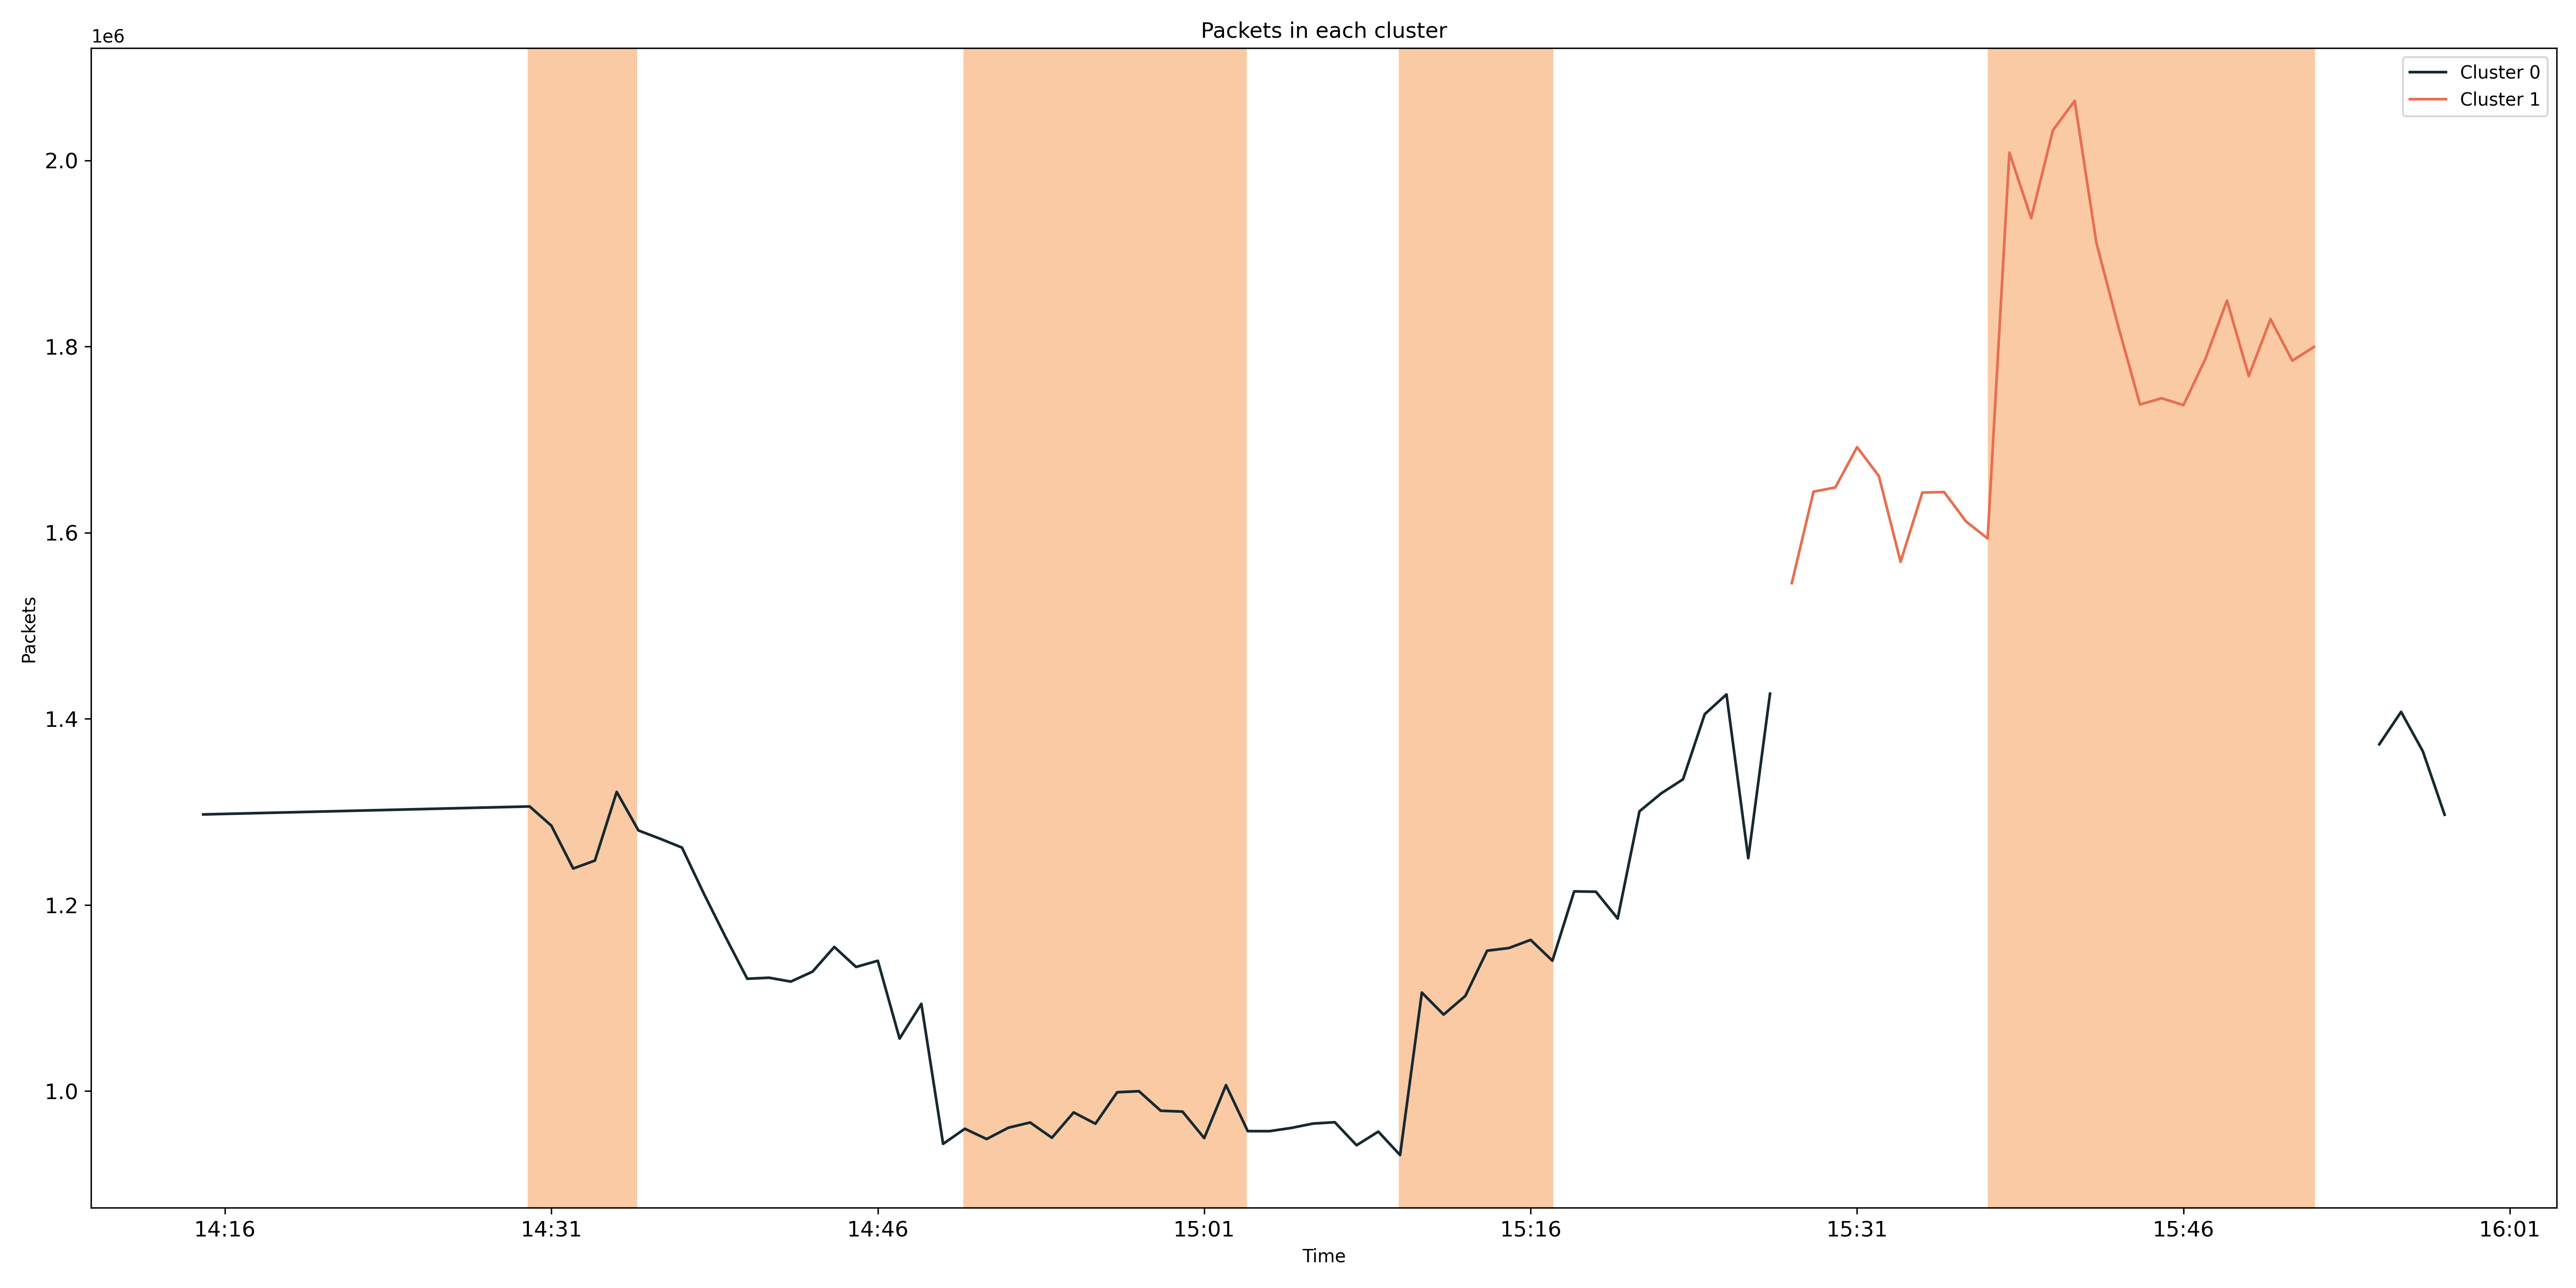 Packets in each cluster
1e6
Cluster 0
Cluster 1
2.0
1.8
1.6
1.4
1.2
1.0
Packets
14:16 14:31 14:46 15:01 15:16 15:31 15:46 16:01
Time